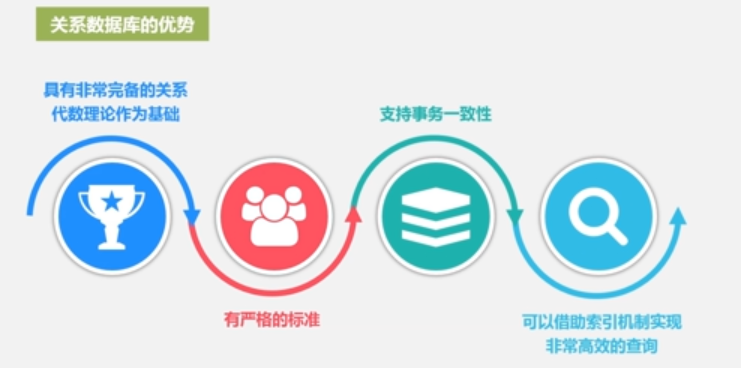 关系数据库的优势
具有非常完备的关系
代数理论作为基础
支持事务一致性
有严格的标准
可以借助索引机制实现
非常高效的查询